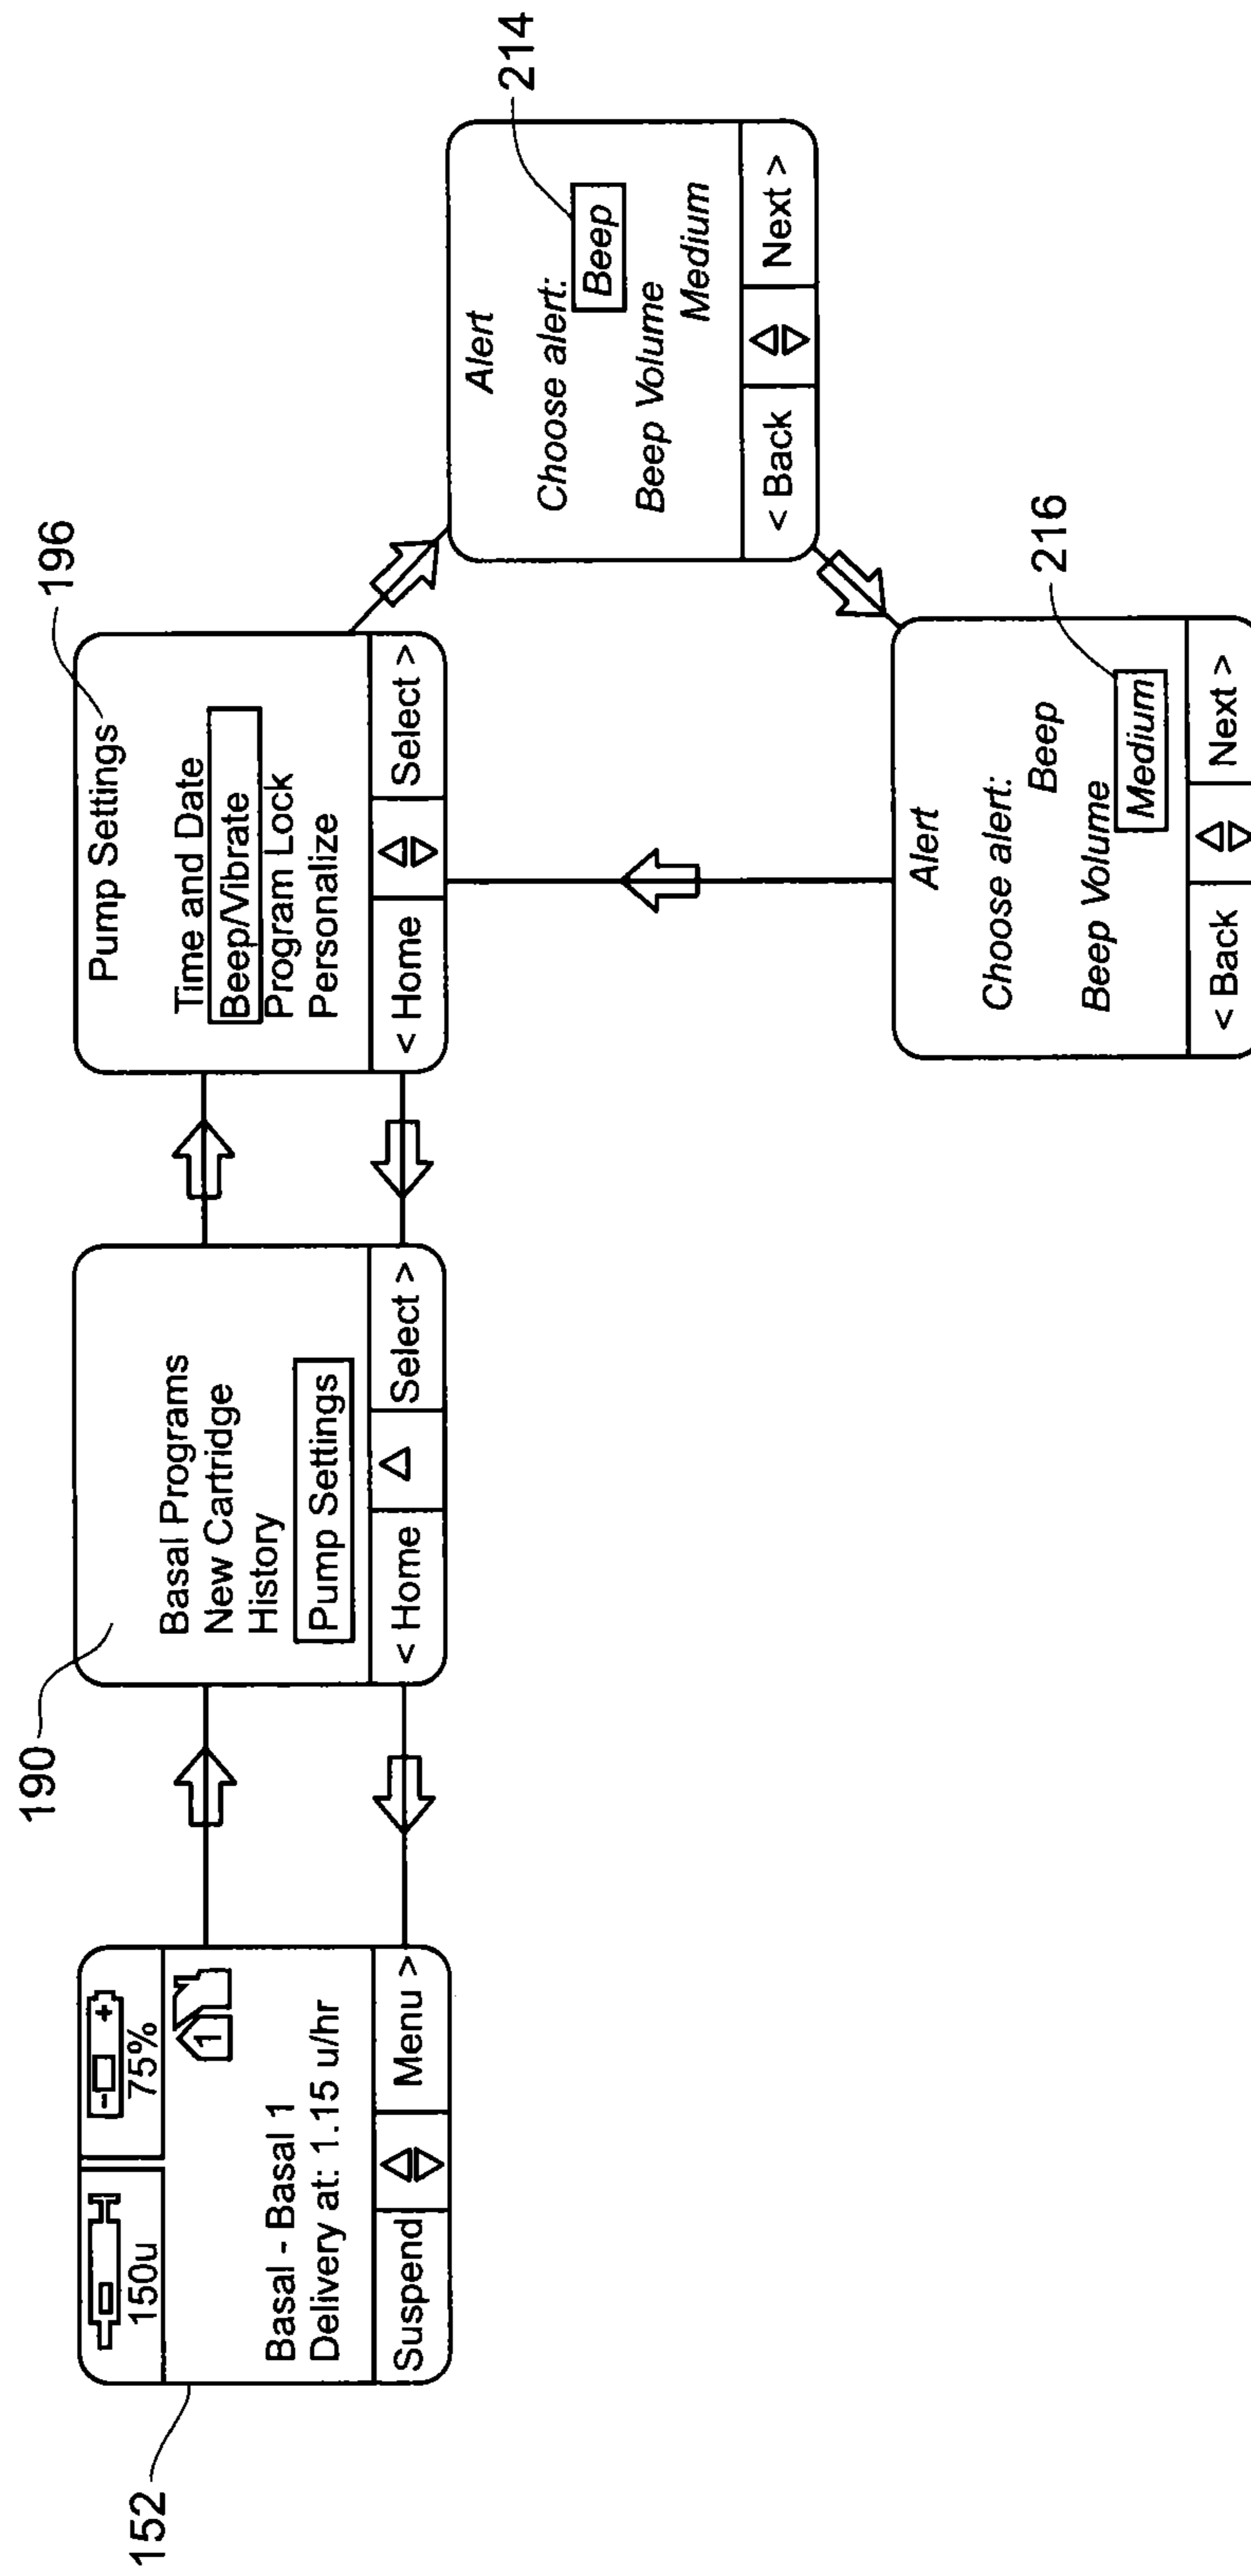 152
150u
- +
75%
1
Basal - Basal 1
Delivery at: 1.15 u/hr
Suspend
Menu >
190
Basal Programs
New Cartridge
History
Pump Settings
< Home
Select >
196
Pump Settings
Time and Date
Beep/Vibrate
Program Lock
Personalize
< Home
Select >
214
Alert
Choose alert:
Beep
Beep Volume
Medium
< Back
Next >
216
Alert
Choose alert:
Beep
Beep Volume
Medium
< Back
Next >